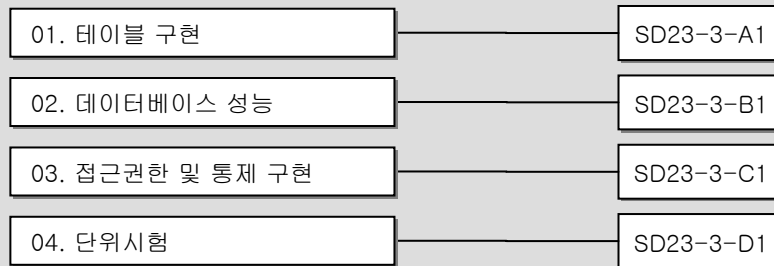 01. 테이블 구현 SD23-3-A1
02. 데이터베이스 성능 SD23-3-B1
03. 접근권한 및 통제 구현 SD23-3-C1
04. 단위시험 SD23-3-D1